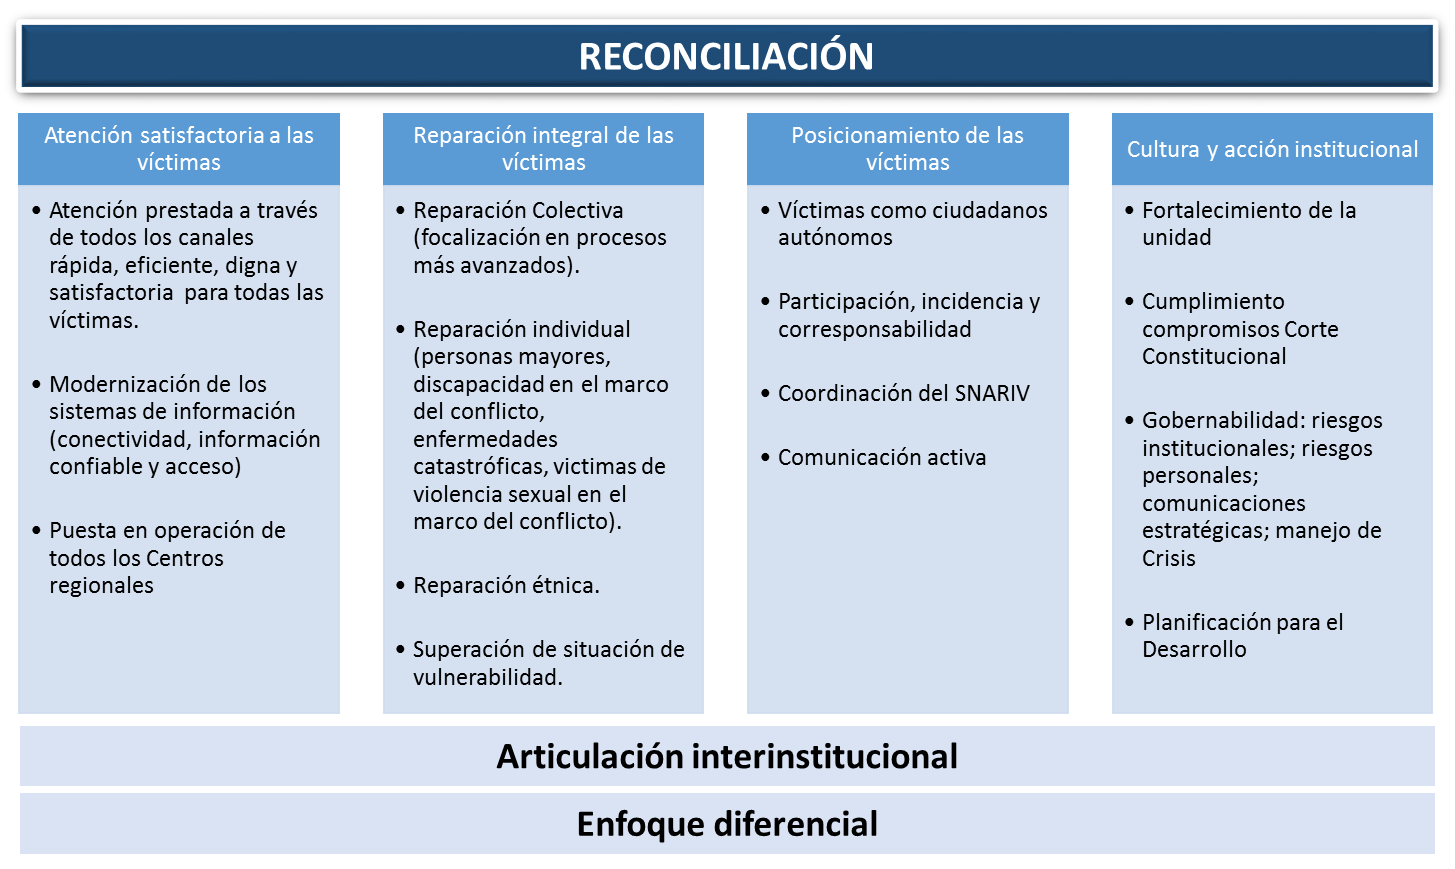 RECONCILIACIÓN
Atención satisfactoria a las
víctimas
• Atención prestada a través
de todos los canales
rápida, eficiente, digna y
satisfactoria para todas las
víctimas.
• Modernización de los
sistemas de información
(conectividad, información
confiable y acceso)
• Puesta en operación de
todos los Centros
regionales
Reparación integral de las
víctimas
• Reparación Colectiva
(focalización en procesos
más avanzados).
• Reparación individual
(personas mayores,
discapacidad en el marco
del conflicto,
enfermedades
catastróficas, victimas de
violencia sexual en el
marco del conflicto).
• Reparación étnica.
• Superación de situación de
vulnerabilidad.
Posicionamiento de las
víctimas
• Víctimas como ciudadanos
autónomos
• Participación, incidencia y
corresponsabilidad
• Coordinación del SNARIV
• Comunicación activa
Cultura y acción institucional
• Fortalecimiento de la
unidad
• Cumplimiento
compromisos Corte
Constitucional
• Gobernabilidad: riesgos
institucionales; riesgos
personales;
comunicaciones
estratégicas; manejo de
Crisis
• Planificación para el
Desarrollo
Articulación interinstitucional
Enfoque diferencial